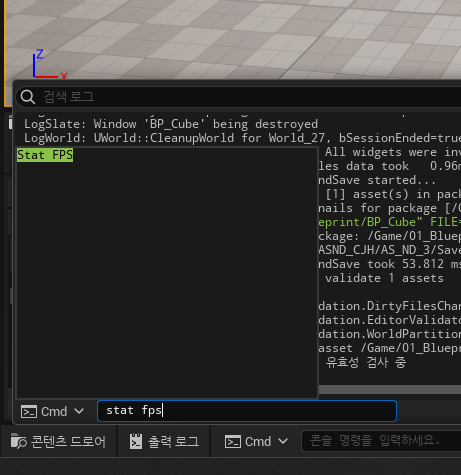 Z
X
검색 로그
LogSlate: Window 'BP_Cube' being destroyed
LogWorld: UWorld::CleanupWorld for World_27, bSessionEnded=true
Stat FPS
All widgets were inv
les data took 0.96m
ndSave started...
[1] asset(s) in pack
nails for package [/G
eprint/BP_Cube" FILE=
ckage: /Game/01_Bluep
ASND_CJH/AS_ND_3/Save
ndSave took 53.812 ms
validate 1 assets
dation.DirtyFilesChan
dation.EditorValidato
dation.WorldPartition
asset /Game/01_Bluepr
유효성 검사 중
Cmd
stat fps
콘텐츠 드로어
출력 로그
Cmd
콘솔 명령을 입력하세요.